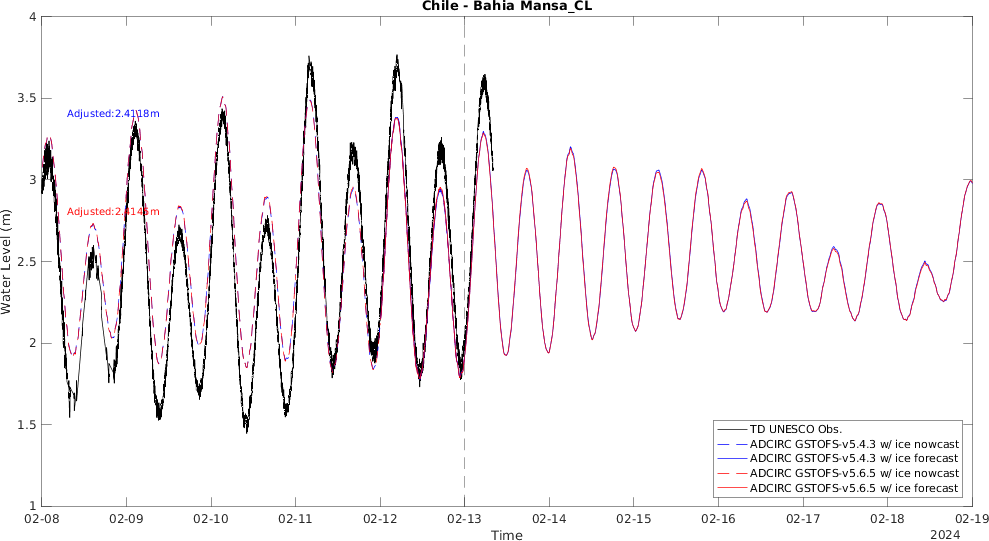 Chile - Bahia Mansa_CL
4
3.5
3
2.5
2
1.5
1
Water Level (m)
Adjusted:2.4118m
Adjusted:2.4145m
TD UNESCO Obs.
ADCIRC GSTOFS-v5.4.3 w/ ice nowcast
ADCIRC GSTOFS-v5.4.3 w/ ice forecast
ADCIRC GSTOFS-v5.6.5 w/ ice nowcast
ADCIRC GSTOFS-v5.6.5 w/ ice forecast
02-08 02-09 02-10 02-11 02-12 02-13 02-14 02-15 02-16 02-17 02-18 02-19
Time
2024